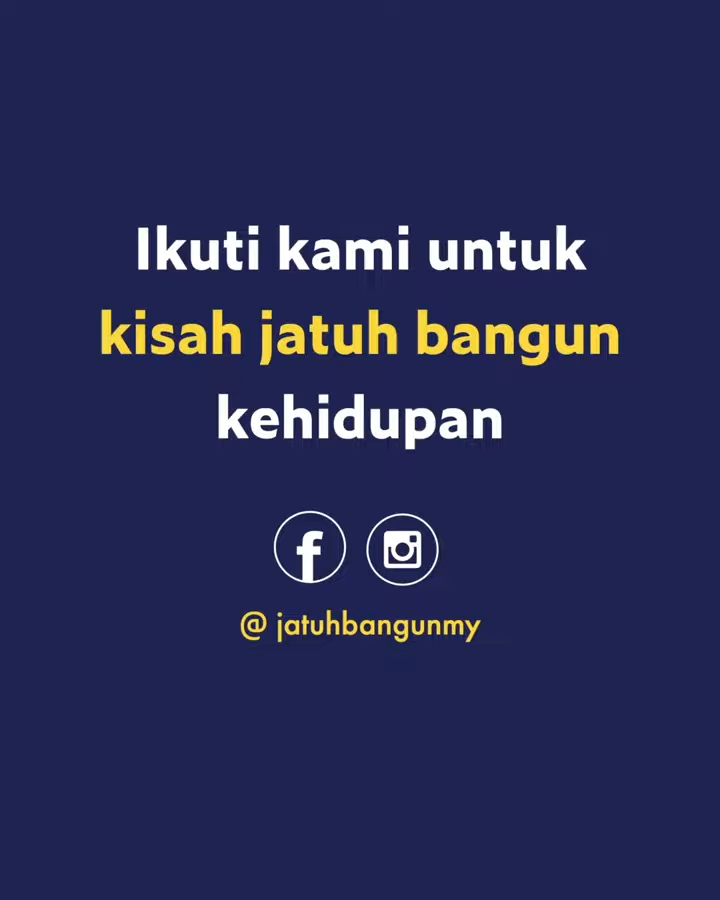 Ikuti kami untuk
kisah jatuh bangun
kehidupan
@ jatuhbangunmy